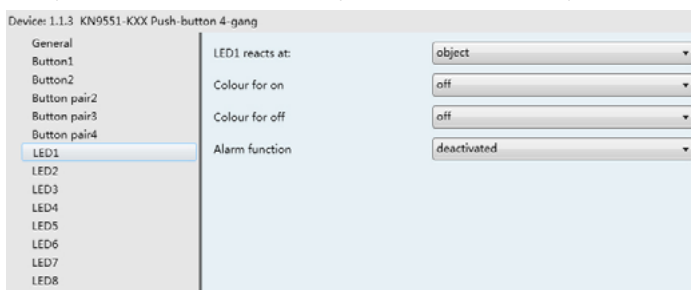 Device: 1.1.3 KN9551-KXX Push-button 4-gang
General
Button1
Button2
Button pair2
Button pair3
Button pair4
LED1
LED2
LED3
LED4
LED5
LED6
LED7
LED8
LED1 reacts at: object
Colour for on off
Colour for off off
Alarm function deactivated